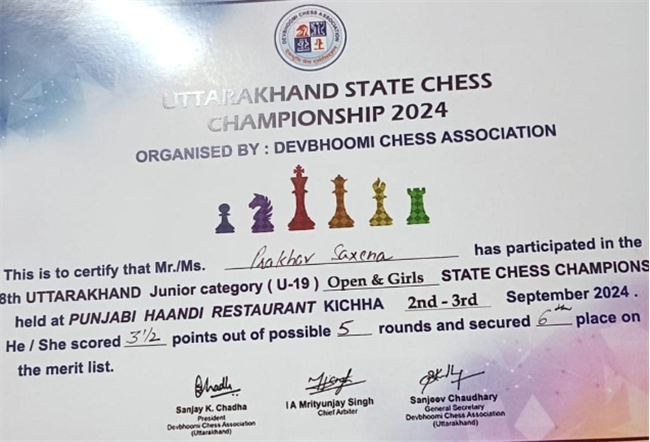 DEVBHOOMI CHESS ASSOCIATION
UTTARAKHAND STATE CHESS
CHAMPIONSHIP 2024
ORGANISED BY : DEVBHOOMI CHESS ASSOCIATION
This is to certify that Mr./Ms. Prakhar Saxena has participated in the
8th UTTARAKHAND Junior category ( U-19 ) Open & Girls STATE CHESS CHAMPIONS
held at PUNJABI HAANDI RESTAURANT KICHHA 2nd - 3rd September 2024 .
He / She scored 3½ points out of possible 5 rounds and secured 6th place on
the merit list.
Sanjay K. Chadha
President
Devbhoomi Chess Association
(Uttarakhand)
I A Mrityunjay Singh
Chief Arbiter
Sanjeev Chaudhary
General Secretary
Devbhoomi Chess Association
(Uttarakhand)